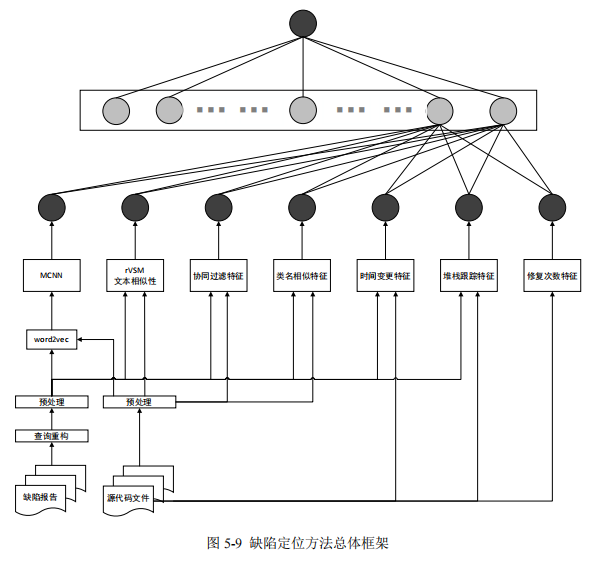 MCNN
rVSM
文本相似性
协同过滤特征
类名相似特征
时间变更特征
堆栈跟踪特征
修复次数特征
word2vec
预处理
预处理
查询重构
缺陷报告
源代码文件
图 5-9 缺陷定位方法总体框架